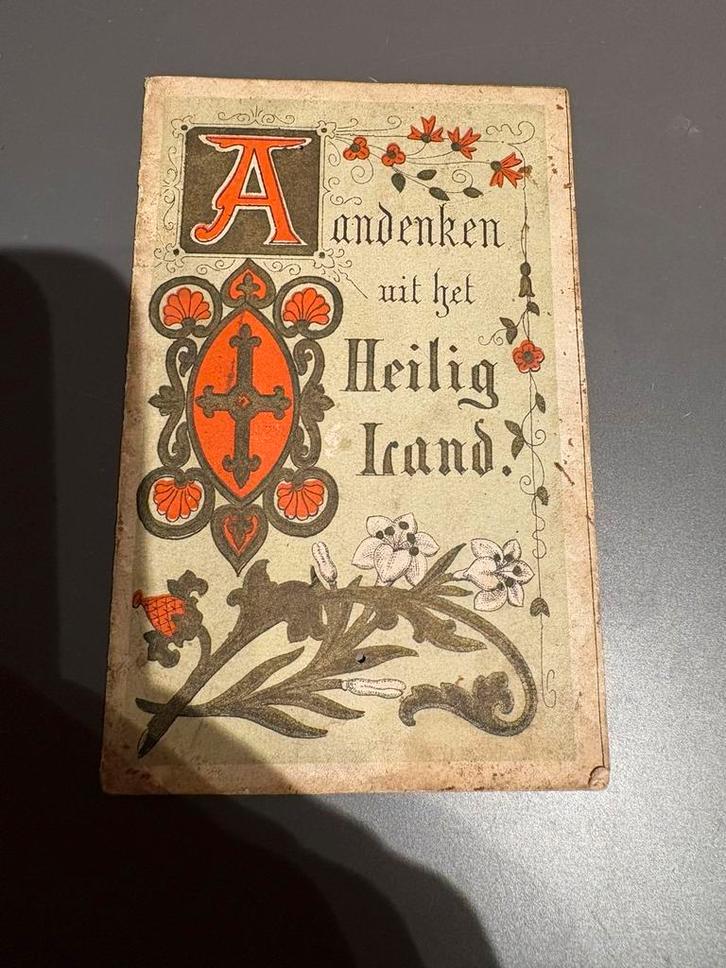 Aandenken
uit het
Heilig
Land.